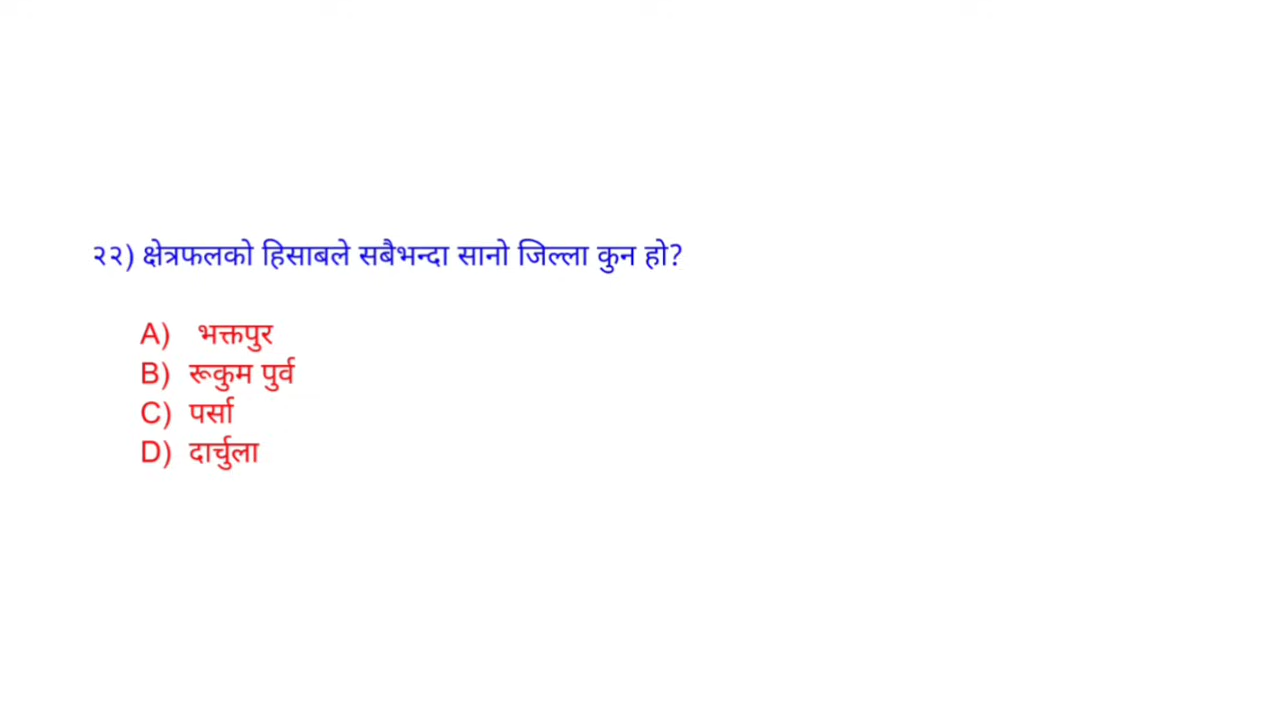 २२) क्षेत्रफलको हिसाबले सबैभन्दा सानो जिल्ला कुन हो?
A) भक्तपुर
B) रूकुम पुर्व
C) पर्सा
D) दार्चुला